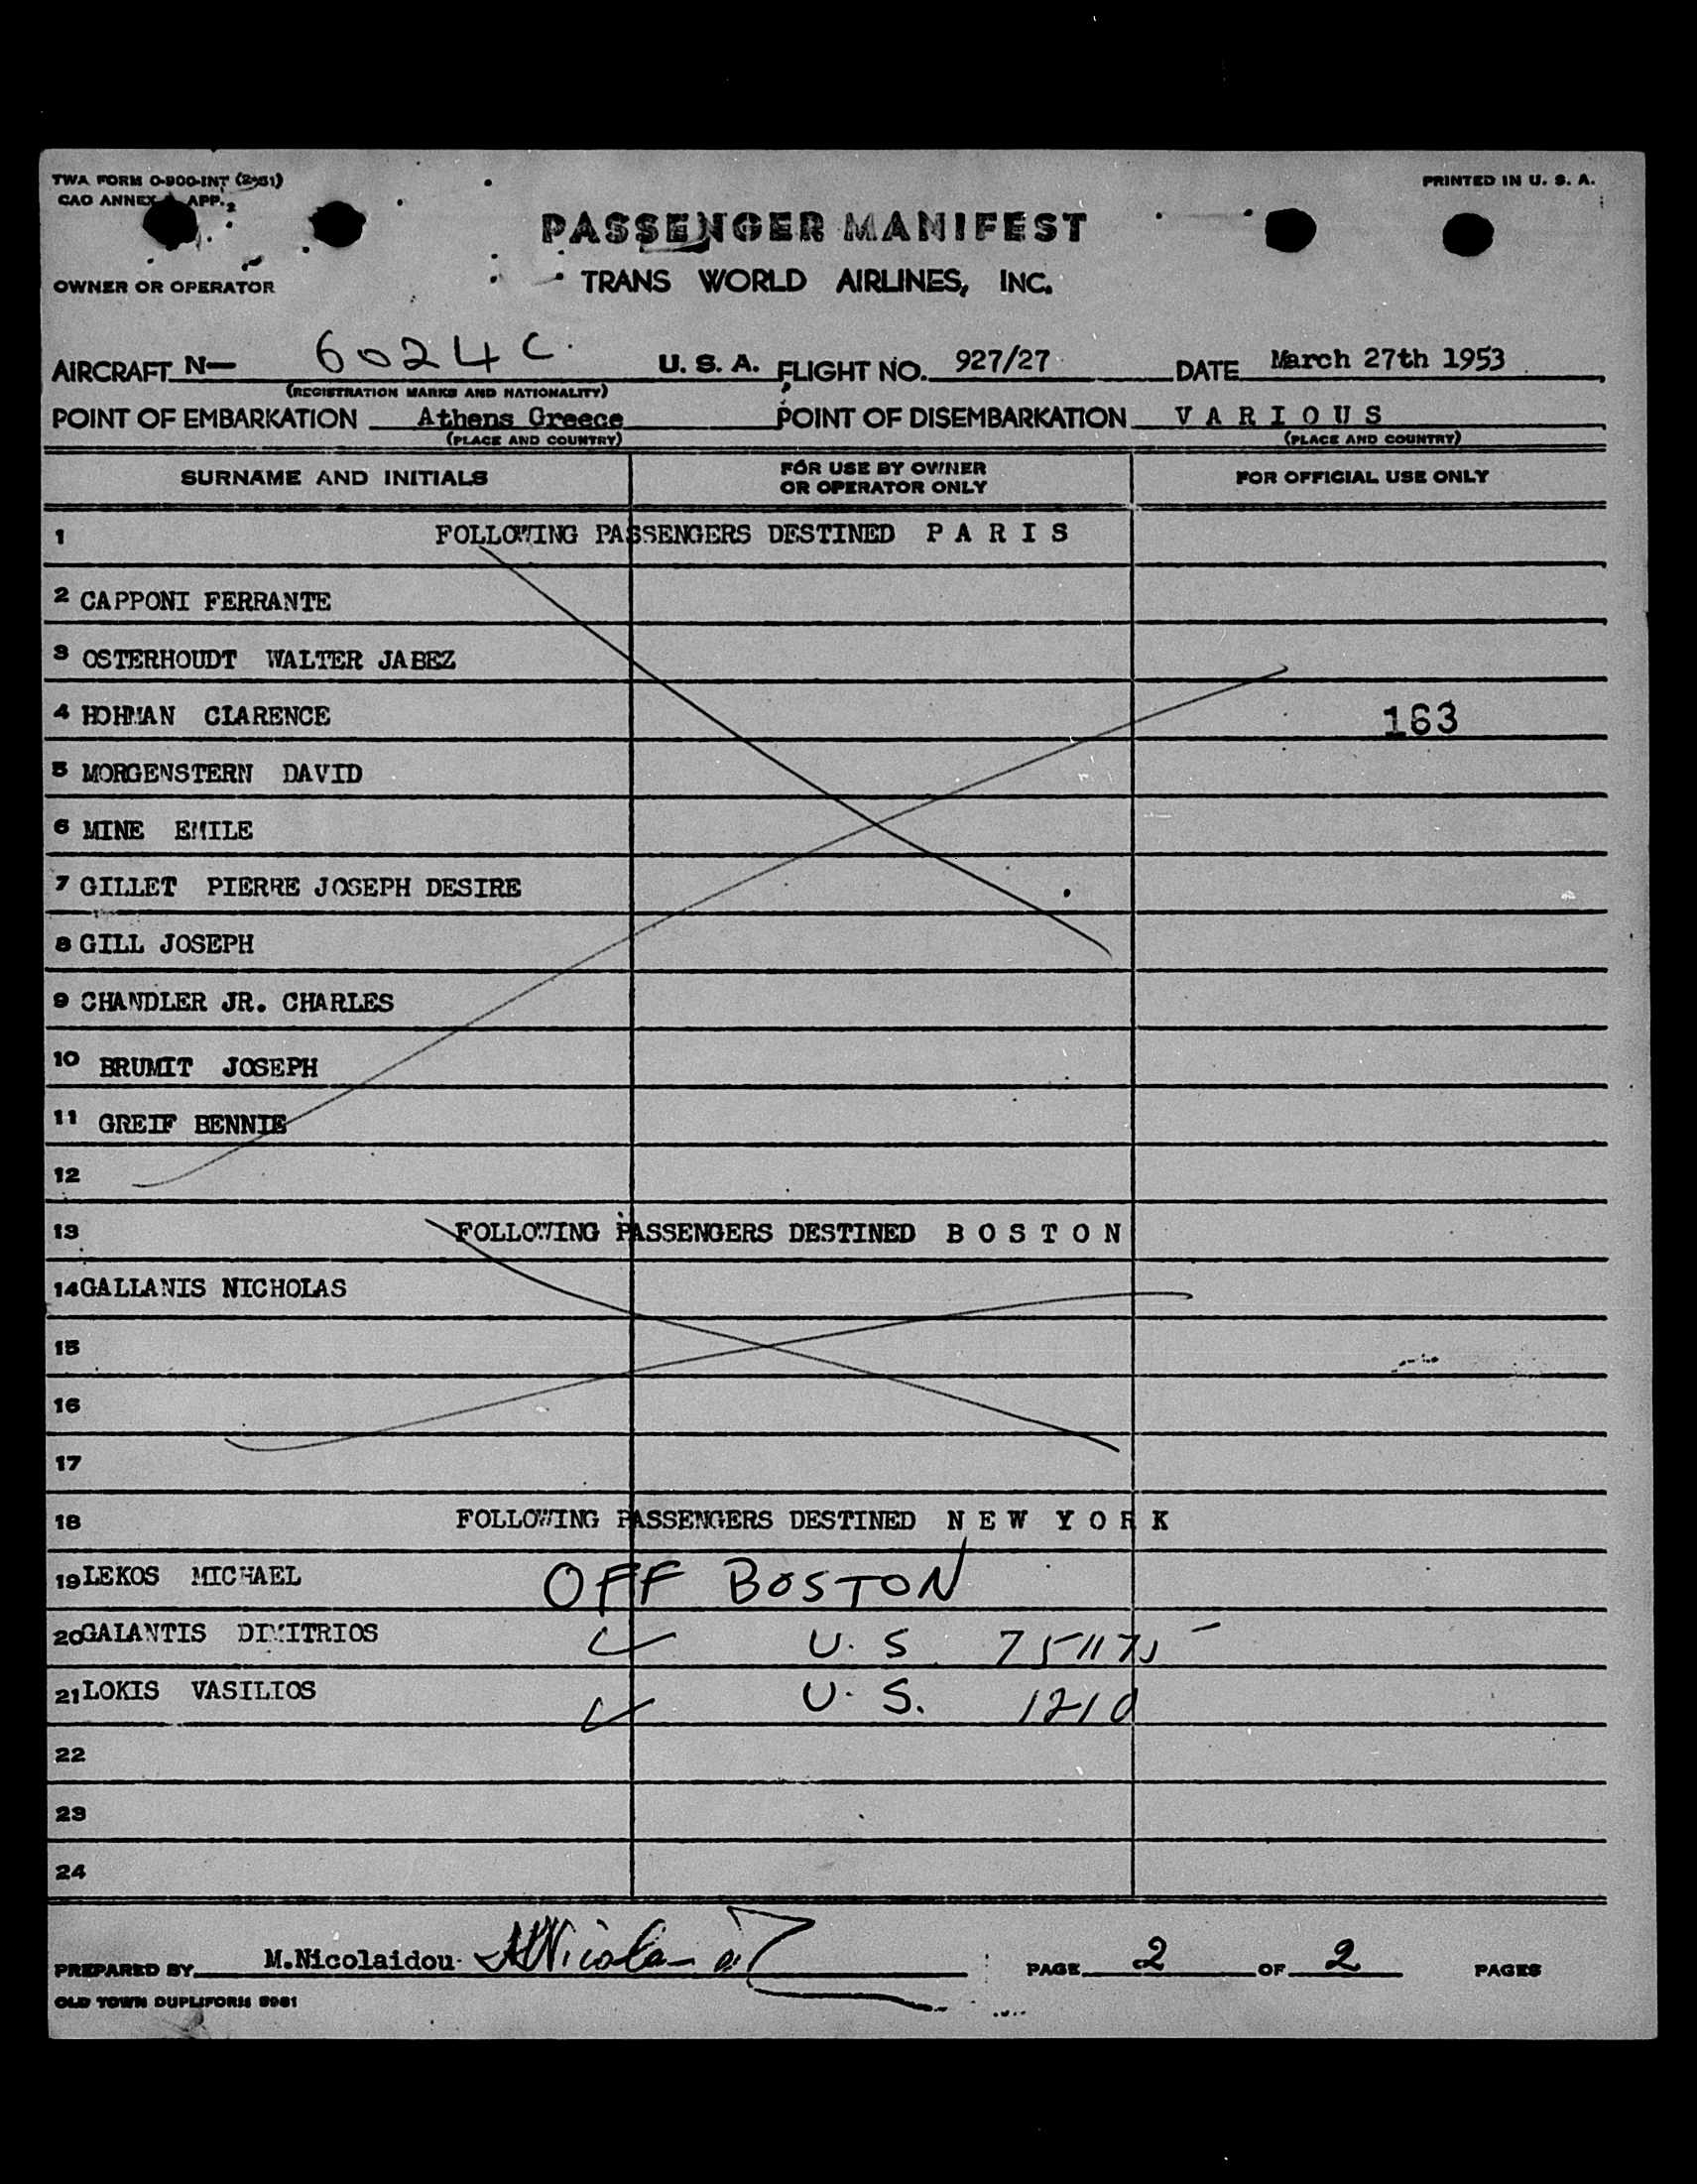 TWA FORM O-900-INT (2-51)
PRINTED IN U. S. A.
CAO ANNEX APP. 2
PASSENGER MANIFEST
OWNER OR OPERATOR
TRANS WORLD AIRLINES, INC.
AIRCRAFT N— 6024C. U. S. A. FLIGHT NO. 927/27 DATE March 27th 1953
(REGISTRATION MARKS AND NATIONALITY)
POINT OF EMBARKATION Athens Greece POINT OF DISEMBARKATION V A R I O U S
(PLACE AND COUNTRY) (PLACE AND COUNTRY)
SURNAME AND INITIALS FOR USE BY OWNER OR OPERATOR ONLY FOR OFFICIAL USE ONLY
1 FOLLOWING PASSENGERS DESTINED P A R I S
2 CAPPONI FERRANTE
3 OSTERHOUDT WALTER JABEZ
4 HOHMAN CLARENCE 163
5 MORGENSTERN DAVID
6 MINE EMILE
7 GILLET PIERRE JOSEPH DESIRE
8 GILL JOSEPH
9 CHANDLER JR. CHARLES
10 BRUMIT JOSEPH
11 GREIF BENNIE
12
13 FOLLOWING PASSENGERS DESTINED B O S T O N
14 GALLANIS NICHOLAS
15
16
17
18 FOLLOWING PASSENGERS DESTINED N E W Y O R K
19 LEKOS MICHAEL OFF BOSTON
20 GALANTIS DIMITRIOS U. S.
21 LOKIS VASILIOS U. S. 1210
22
23
24
PREPARED BY M.Nicolaidou PAGE 2 OF 2 PAGES
OLD TOWN DUPLIFORM